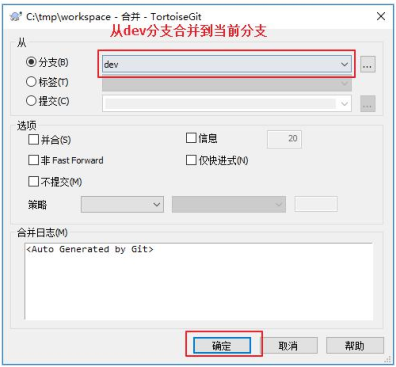 C:\tmp\workspace - 合并 - TortoiseGit
从dev分支合并到当前分支
从
分支(B)
dev
...
标签(T)
提交(C)
...
选项
并合(S)
信息
20
非 Fast Forward
仅快进式(N)
不提交(M)
策略
合并日志(M)
<Auto Generated by Git>
确定
取消
帮助